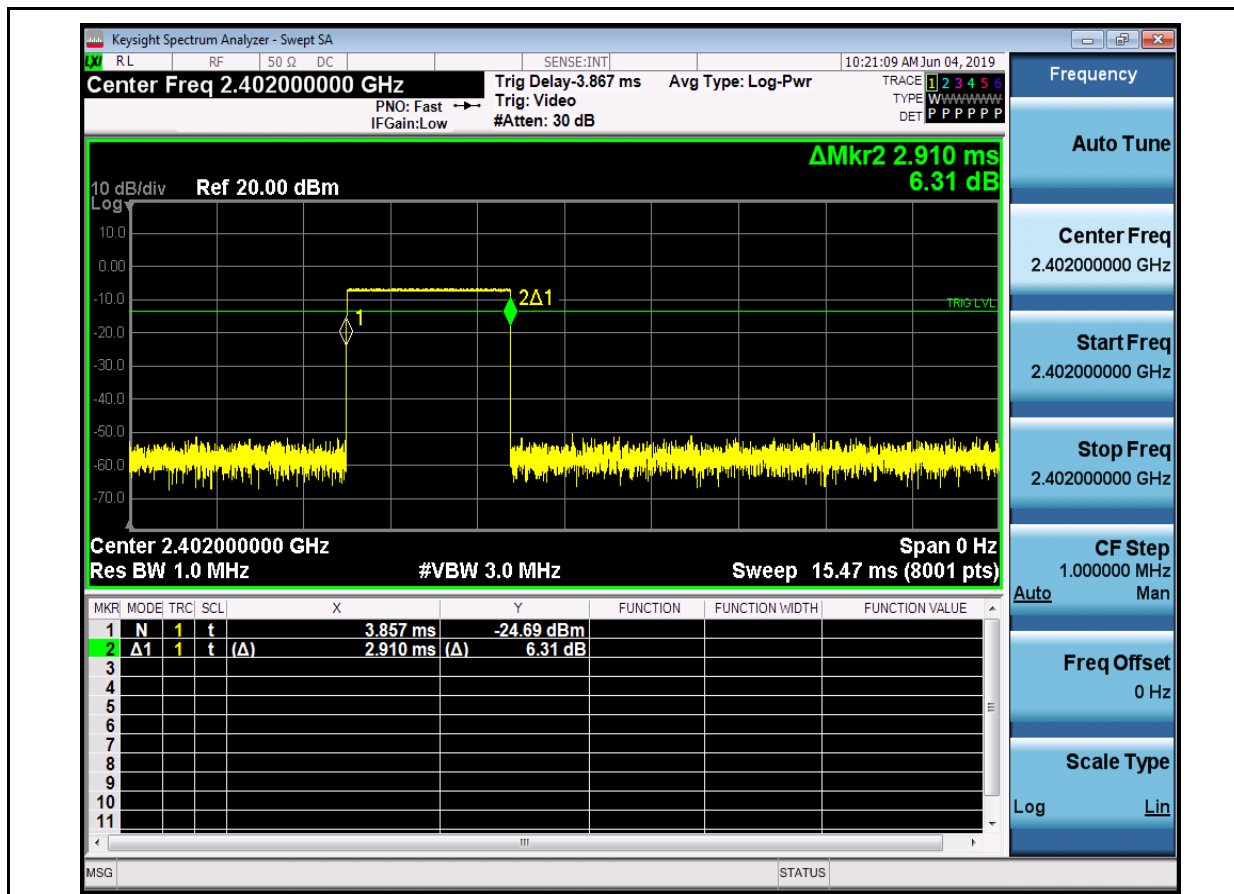 Keysight Spectrum Analyzer - Swept SA
LXI RL RF 50 Ω DC SENSE:INT 10:21:09 AM Jun 04, 2019
Center Freq 2.402000000 GHz
PNO: Fast
IFGain:Low
Trig Delay-3.867 ms
Trig: Video
#Atten: 30 dB
Avg Type: Log-Pwr
TRACE 1 2 3 4 5 6
TYPE WWWWWW
DET P P P P P P
ΔMkr2 2.910 ms
6.31 dB
10 dB/div Ref 20.00 dBm
Log
10.0
0.00
-10.0
-20.0
-30.0
-40.0
-50.0
-60.0
-70.0
1
2Δ1
TRIG LVL
Center 2.402000000 GHz Span 0 Hz
Res BW 1.0 MHz #VBW 3.0 MHz Sweep 15.47 ms (8001 pts)
MKR MODE TRC SCL X Y FUNCTION FUNCTION WIDTH FUNCTION VALUE
1 N 1 t 3.857 ms -24.69 dBm
2 Δ1 1 t (Δ) 2.910 ms (Δ) 6.31 dB
3
4
5
6
7
8
9
10
11
MSG STATUS
Frequency
Auto Tune
Center Freq
2.402000000 GHz
Start Freq
2.402000000 GHz
Stop Freq
2.402000000 GHz
CF Step
1.000000 MHz
Auto Man
Freq Offset
0 Hz
Scale Type
Log Lin